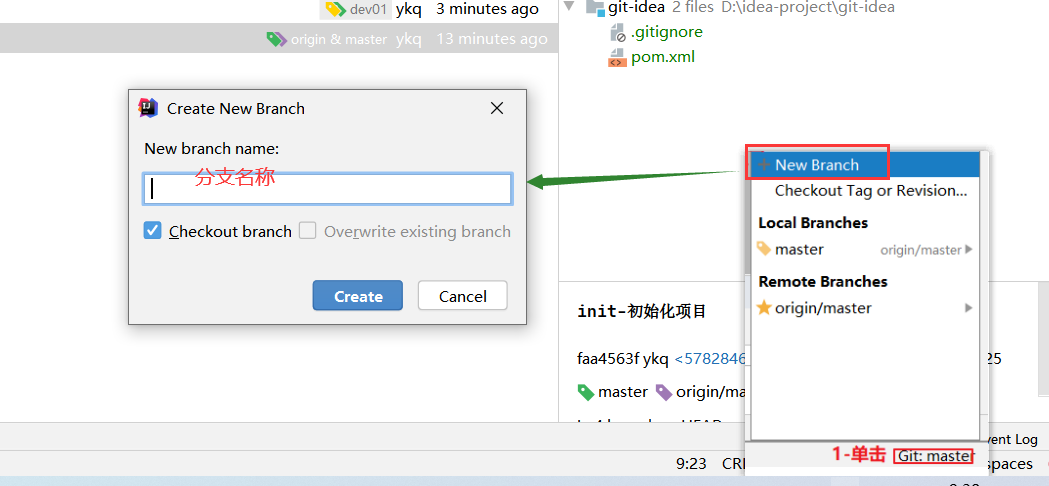 dev01 ykq 3 minutes ago
origin & master ykq 13 minutes ago
git-idea 2 files D:\idea-project\git-idea
.gitignore
pom.xml
Create New Branch
New branch name:
分支名称
Checkout branch Overwrite existing branch
Create Cancel
New Branch
Checkout Tag or Revision...
Local Branches
master origin/master
Remote Branches
origin/master
init-初始化项目
faa4563f ykq <5782846 25
master origin/ma
vent Log
1-单击 Git: master
9:23 CRL spaces